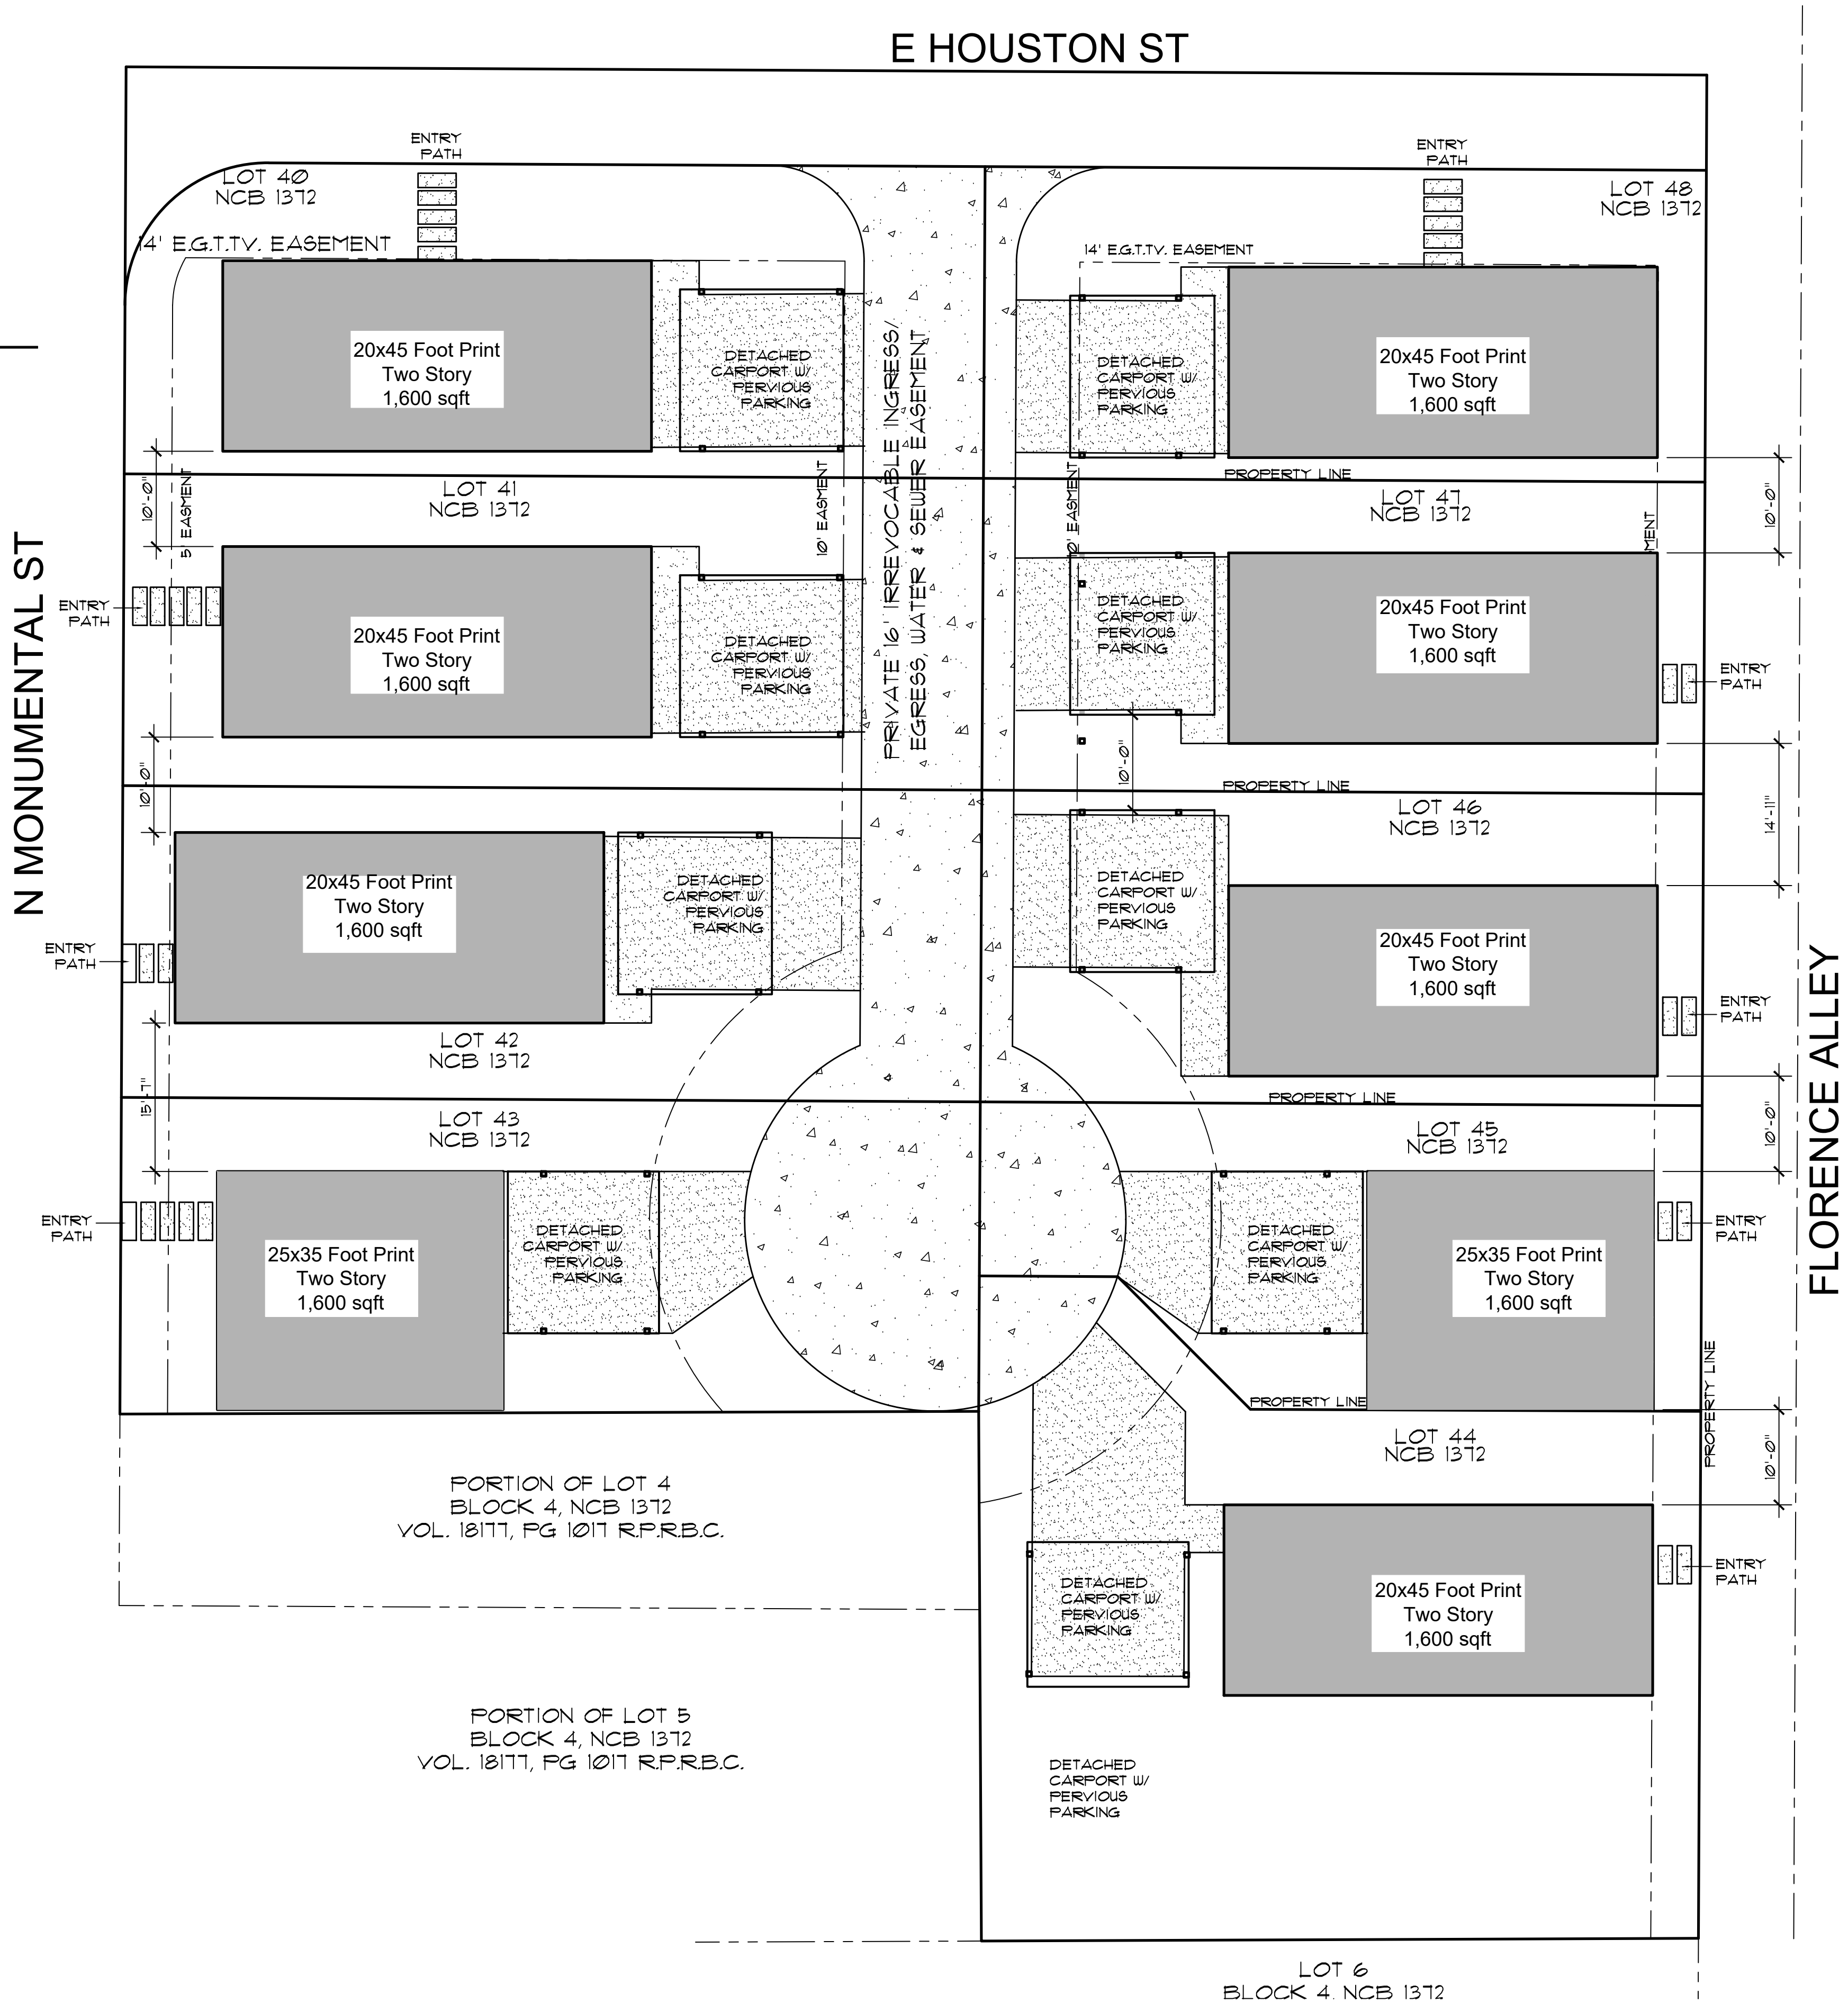 E HOUSTON ST
ENTRY
PATH
ENTRY
PATH
LOT 40
NCB 1372
LOT 48
NCB 1372
14' E.G.T.TV. EASEMENT
14' E.G.T.TV. EASEMENT
20x45 Foot Print
Two Story
1,600 sqft
DETACHED
CARPORT W/
PERVIOUS
PARKING
PRIVATE 16' IRREVOCABLE INGRESS/
EGRESS, WATER & SEWER EASEMENT
DETACHED
CARPORT W/
PERVIOUS
PARKING
20x45 Foot Print
Two Story
1,600 sqft
10'-0"
5' EASMENT
LOT 41
NCB 1372
10' EASMENT
10' EASMENT
PROPERTY LINE
LOT 47
NCB 1372
MENT
10'-0"
N MONUMENTAL ST
ENTRY
PATH
20x45 Foot Print
Two Story
1,600 sqft
DETACHED
CARPORT W/
PERVIOUS
PARKING
DETACHED
CARPORT W/
PERVIOUS
PARKING
20x45 Foot Print
Two Story
1,600 sqft
ENTRY
PATH
10'-0"
10'-0"
PROPERTY LINE
LOT 46
NCB 1372
14'-11"
20x45 Foot Print
Two Story
1,600 sqft
DETACHED
CARPORT W/
PERVIOUS
PARKING
DETACHED
CARPORT W/
PERVIOUS
PARKING
20x45 Foot Print
Two Story
1,600 sqft
ENTRY
PATH
ENTRY
PATH
FLORENCE ALLEY
LOT 42
NCB 1372
15'-7"
PROPERTY LINE
10'-0"
LOT 43
NCB 1372
LOT 45
NCB 1372
ENTRY
PATH
25x35 Foot Print
Two Story
1,600 sqft
DETACHED
CARPORT W/
PERVIOUS
PARKING
DETACHED
CARPORT W/
PERVIOUS
PARKING
25x35 Foot Print
Two Story
1,600 sqft
ENTRY
PATH
PROPERTY LINE
PROPERTY LINE
LOT 44
NCB 1372
10'-0"
PORTION OF LOT 4
BLOCK 4, NCB 1372
VOL. 18177, PG 1017 R.P.R.B.C.
DETACHED
CARPORT W/
PERVIOUS
PARKING
20x45 Foot Print
Two Story
1,600 sqft
ENTRY
PATH
PORTION OF LOT 5
BLOCK 4, NCB 1372
VOL. 18177, PG 1017 R.P.R.B.C.
DETACHED
CARPORT W/
PERVIOUS
PARKING
LOT 6
BLOCK 4, NCB 1372